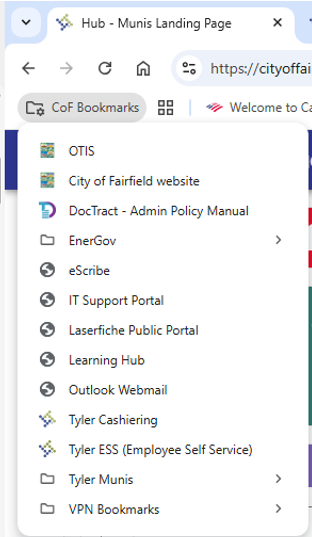 Hub - Munis Landing Page
https://cityoffai
CoF Bookmarks
Welcome to Ca
OTIS
City of Fairfield website
DocTract - Admin Policy Manual
EnerGov
eScribe
IT Support Portal
Laserfiche Public Portal
Learning Hub
Outlook Webmail
Tyler Cashiering
Tyler ESS (Employee Self Service)
Tyler Munis
VPN Bookmarks